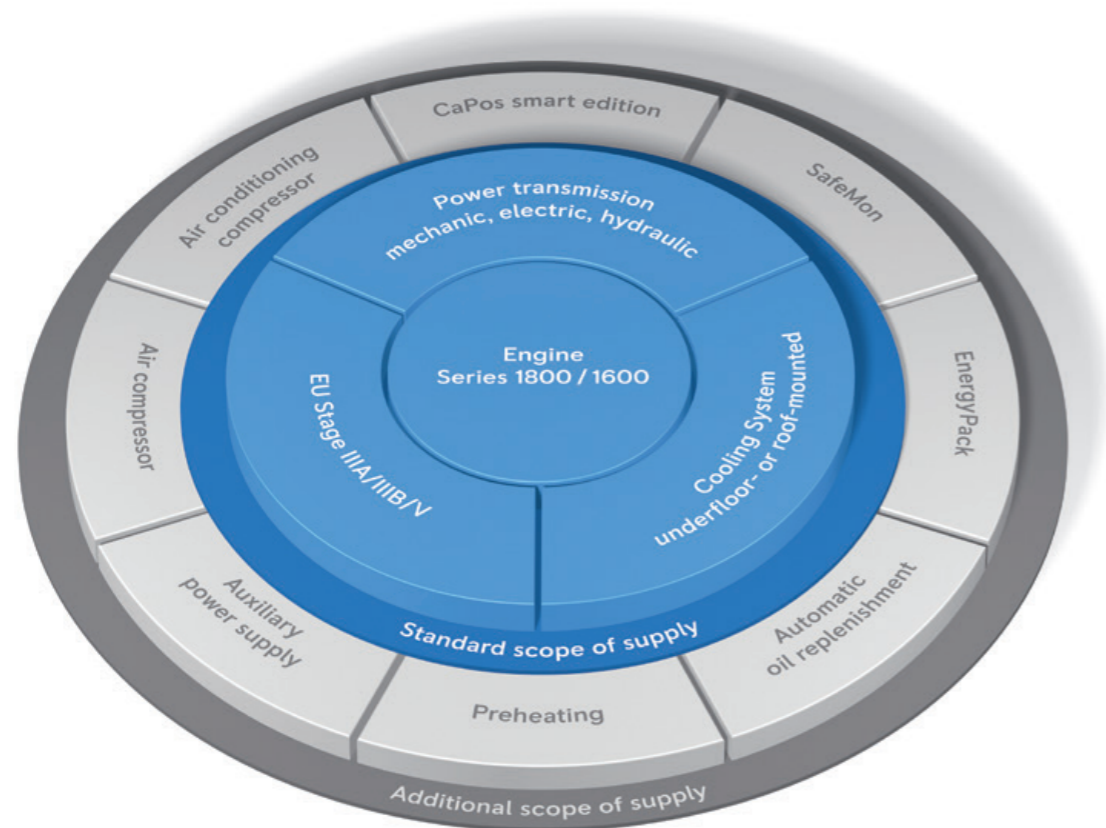 CaPos smart edition
SafeMon
EnergyPack
Automatic
oil replenishment
Preheating
Auxiliary
power supply
Air compressor
Air conditioning
compressor
Power transmission
mechanic, electric, hydraulic
Cooling System
underfloor- or roof-mounted
EU Stage IIIA/IIIB/V
Engine
Series 1800 / 1600
Standard scope of supply
Additional scope of supply